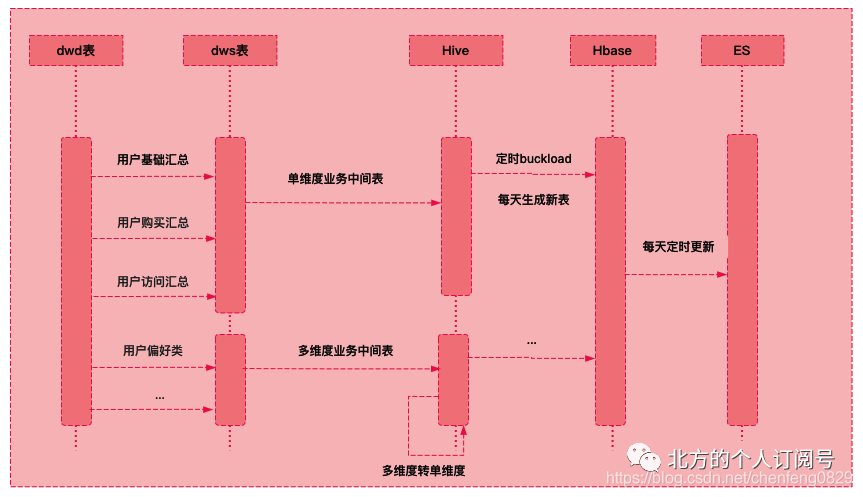 dwd表
dws表
Hive
Hbase
ES
用户基础汇总
定时buckload
单维度业务中间表
每天生成新表
用户购买汇总
每天定时更新
用户访问汇总
...
用户偏好类
多维度业务中间表
...
多维度转单维度
北方的个人订阅号
https://blog.csdn.net/chenfeng0829